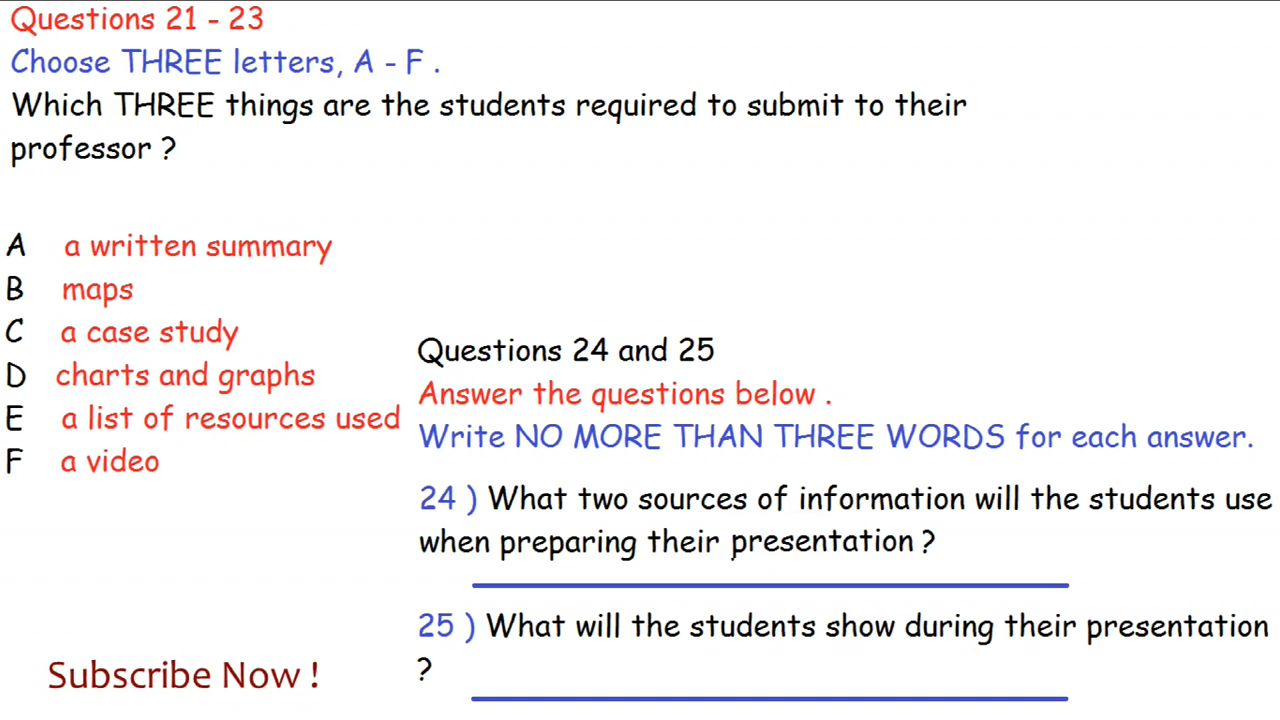 Questions 21 - 23
Choose THREE letters, A - F .
Which THREE things are the students required to submit to their
professor ?
A a written summary
B maps
C a case study
D charts and graphs
E a list of resources used
F a video
Questions 24 and 25
Answer the questions below .
Write NO MORE THAN THREE WORDS for each answer.
24 ) What two sources of information will the students use
when preparing their presentation ?
25 ) What will the students show during their presentation
?
Subscribe Now !